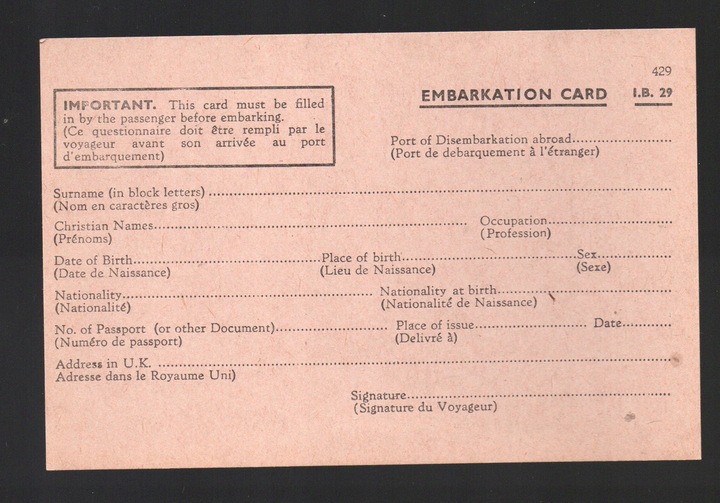 429
EMBARKATION CARD I.B. 29
IMPORTANT. This card must be filled
in by the passenger before embarking.
(Ce questionnaire doit être rempli par le
voyageur avant son arrivée au port
d'embarquement)
Port of Disembarkation abroad
(Port de debarquement à l'étranger)
Surname (in block letters)
(Nom en caractères gros)
Christian Names Occupation
(Prénoms) (Profession)
Date of Birth Place of birth Sex
(Date de Naissance) (Lieu de Naissance) (Sexe)
Nationality Nationality at birth
(Nationalité) (Nationalité de Naissance)
No. of Passport (or other Document) Place of issue Date
(Numéro de passport) (Delivré à)
Address in U.K.
Adresse dans le Royaume Uni)
Signature
(Signature du Voyageur)